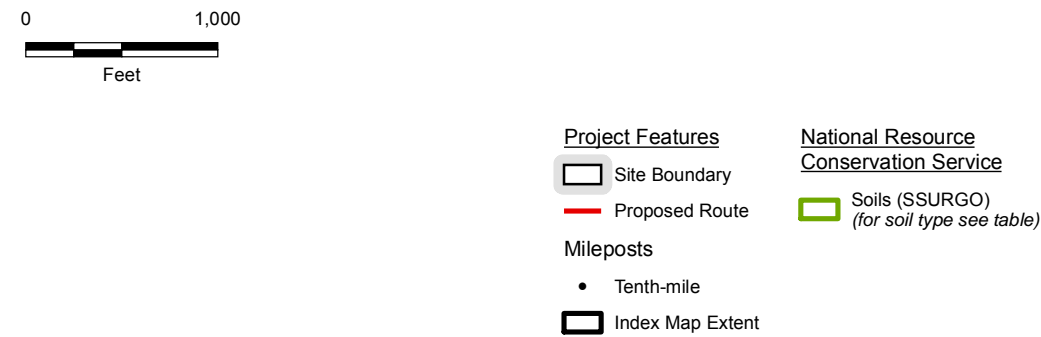 0 1,000
Feet
Project Features
Site Boundary
Proposed Route
Mileposts
Tenth-mile
Index Map Extent
National Resource
Conservation Service
Soils (SSURGO)
(for soil type see table)